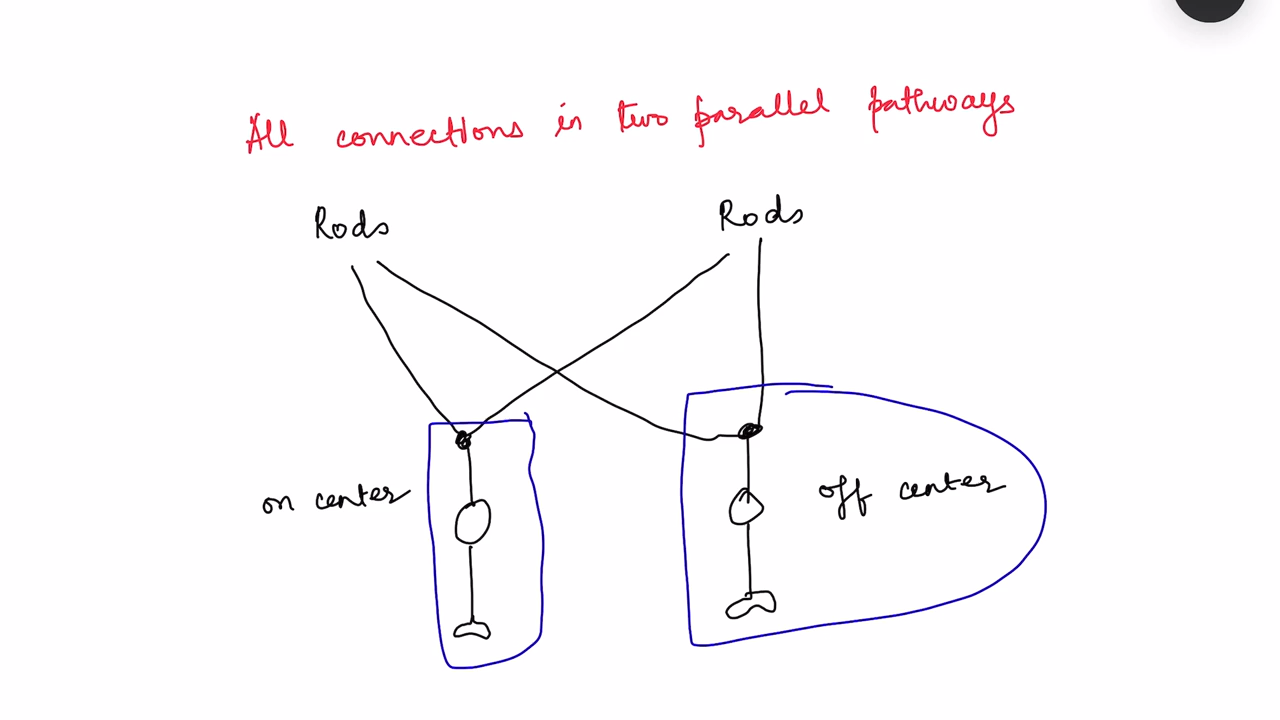 All connections in two parallel pathways
Rods Rods
on center off center